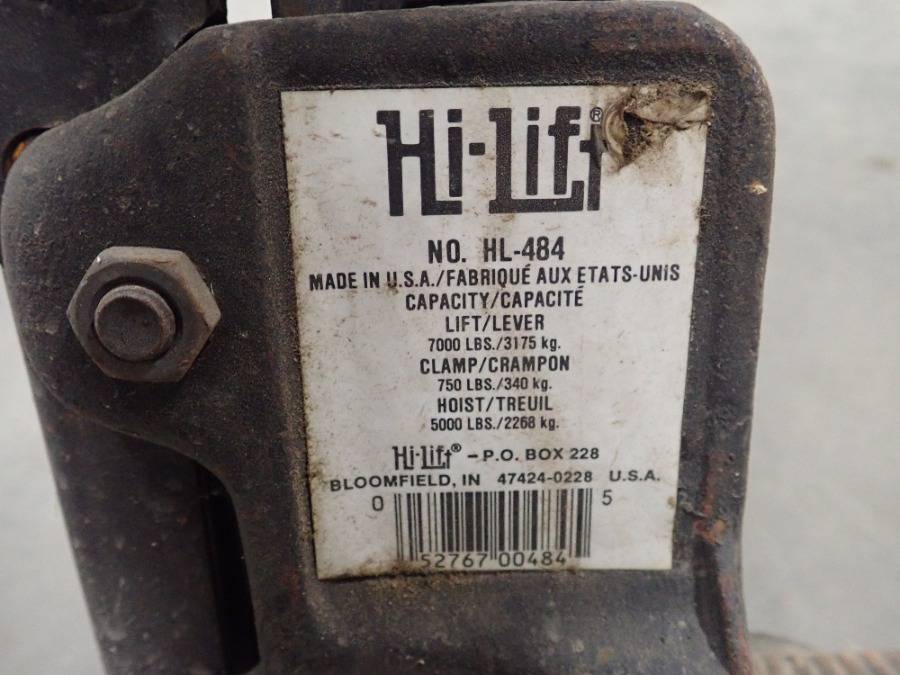 Hi-Lift®
NO. HL-484
MADE IN U.S.A./FABRIQUÉ AUX ETATS-UNIS
CAPACITY/CAPACITÉ
LIFT/LEVER
7000 LBS./3175 kg.
CLAMP/CRAMPON
750 LBS./340 kg.
HOIST/TREUIL
5000 LBS./2268 kg.
Hi-Lift® – P.O. BOX 228
BLOOMFIELD, IN 47424-0228 U.S.A.
0 52767 00484 5